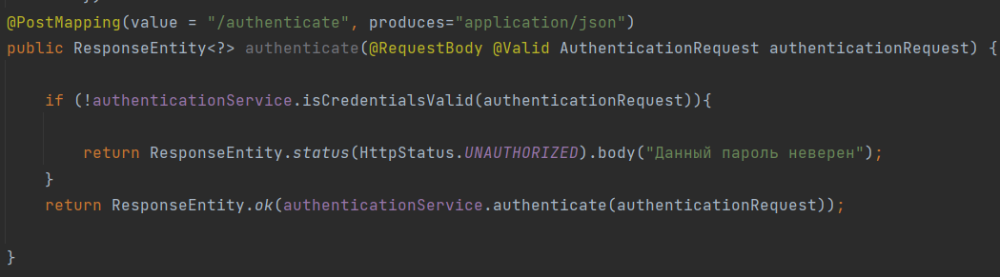 @PostMapping(value = "/authenticate", produces="application/json")
public ResponseEntity<?> authenticate(@RequestBody @Valid AuthenticationRequest authenticationRequest) {
if (!authenticationService.isCredentialsValid(authenticationRequest)){
return ResponseEntity.status(HttpStatus.UNAUTHORIZED).body("Данный пароль неверен");
}
return ResponseEntity.ok(authenticationService.authenticate(authenticationRequest));
}